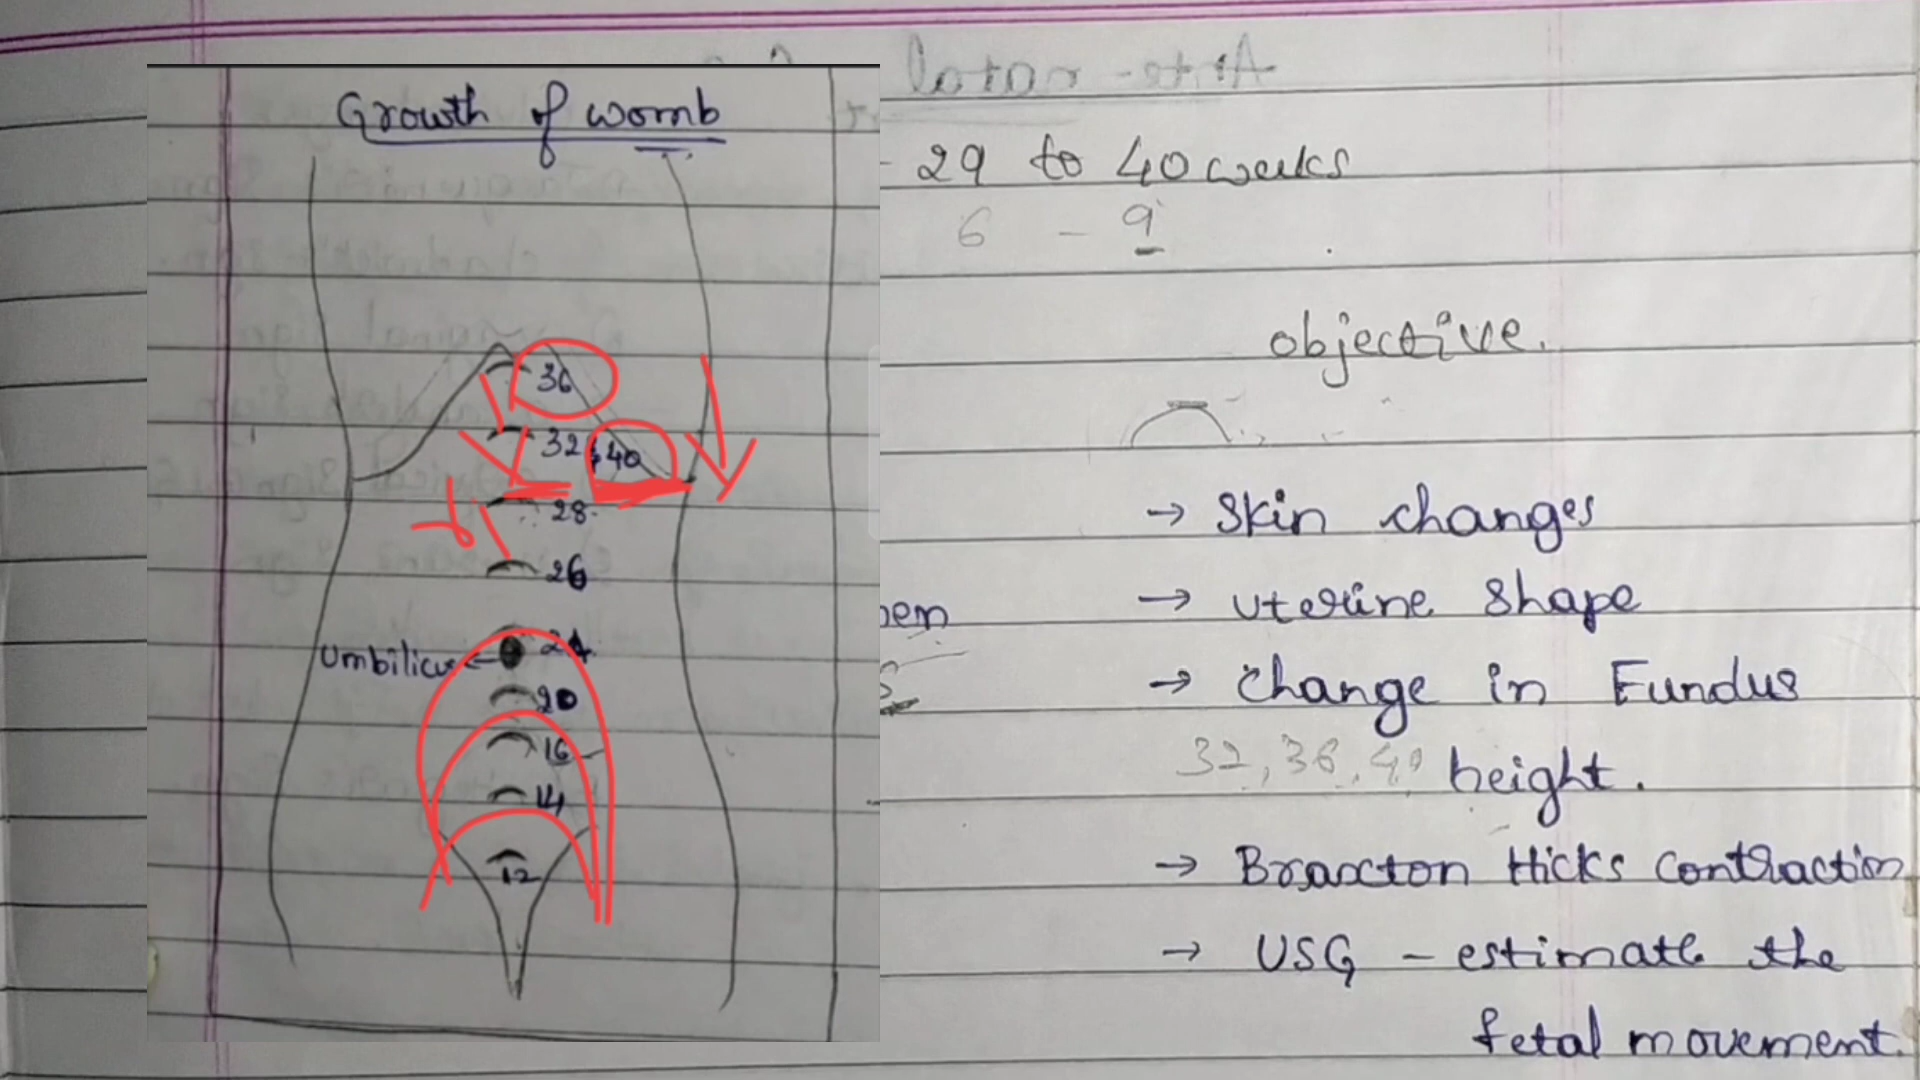 Growth of womb
36
32 & 40
28
26
24
Umbilicus
20
16
14
12
29 to 40 weeks
6 - 9
objective.
→ Skin changes
→ uterine shape
→ change in Fundus
32, 36, 40 height.
→ Braxton Hicks contraction
→ USG - estimate the
fetal movement.